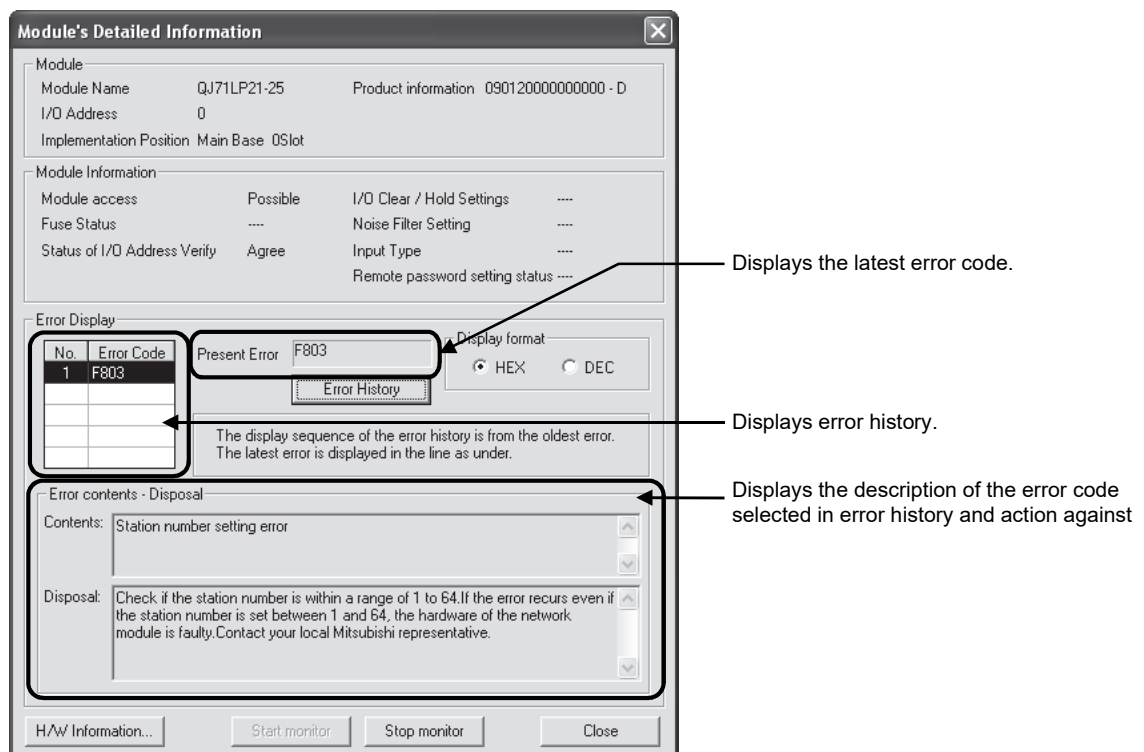 Module's Detailed Information
Module
Module Name QJ71LP21-25 Product information 090120000000000 - D
I/O Address 0
Implementation Position Main Base 0Slot
Module Information
Module access Possible I/O Clear / Hold Settings ----
Fuse Status ---- Noise Filter Setting ----
Status of I/O Address Verify Agree Input Type ----
Remote password setting status ----
Displays the latest error code.
Error Display
No. Error Code
1 F803
Present Error F803
Display format
HEX DEC
Error History
Displays error history.
The display sequence of the error history is from the oldest error.
The latest error is displayed in the line as under.
Error contents - Disposal
Displays the description of the error code
selected in error history and action against
Contents: Station number setting error
Disposal: Check if the station number is within a range of 1 to 64.If the error recurs even if
the station number is set between 1 and 64, the hardware of the network
module is faulty.Contact your local Mitsubishi representative.
H/W Information... Start monitor Stop monitor Close